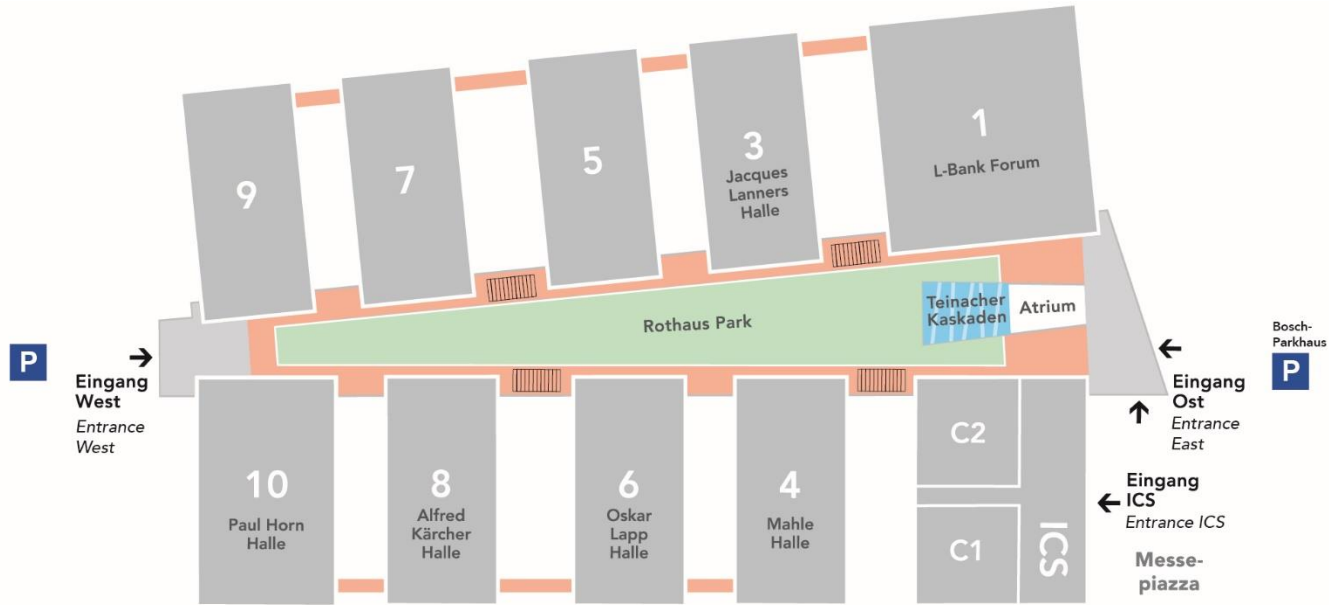 1
L-Bank Forum
3
Jacques
Lanners
Halle
5
7
9
Teinacher
Kaskaden
Atrium
Rothaus Park
P
Eingang
West
Entrance
West
Bosch-
Parkhaus
P
Eingang
Ost
Entrance
East
10
Paul Horn
Halle
8
Alfred
Kärcher
Halle
6
Oskar
Lapp
Halle
4
Mahle
Halle
C2
C1
ICS
Eingang
ICS
Entrance ICS
Messe-
piazza